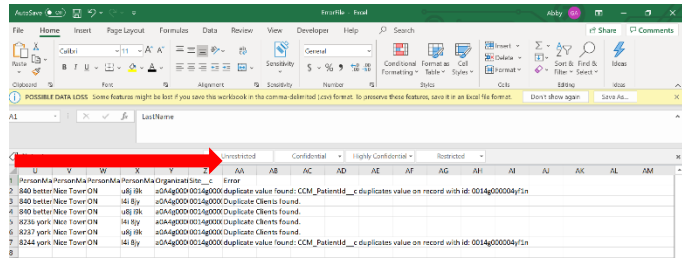 AutoSave Off ErrorFile - Excel Abby
File Home Insert Page Layout Formulas Data Review View Developer Help Search Share Comments
Paste Calibri 11 A A General Sensitivity Conditional Formatting Format as Table Cell Styles Insert Delete Format Sort & Filter Find & Select Ideas
B I U $ % 9
Clipboard Font Alignment Sensitivity Number Styles Cells Editing Ideas
POSSIBLE DATA LOSS Some features might be lost if you save this workbook in the comma-delimited (.csv) format. To preserve these features, save it in an Excel file format. Don't show again Save As...
A1 fx LastName
Unrestricted Confidential Highly Confidential Restricted
U V W X Y Z AA AB AC AD AE AF AG AH AI AJ AK AL AM
1 PersonMa PersonMa PersonMa PersonMa Organizati Site__c Error
2 840 better Nice Towr ON u8j i9k a0A4g000 0014g000 duplicate value found: CCM_PatientId__c duplicates value on record with id: 0014g000004yf1n
3 840 better Nice Towr ON l4i 8jy a0A4g000 0014g000 Duplicate Clients found.
4 840 better Nice Towr ON u8j i9k a0A4g000 0014g000 Duplicate Clients found.
5 8236 york Nice Towr ON l4i 8jy a0A4g000 0014g000 Duplicate Clients found.
6 8237 york Nice Towr ON u8j i9k a0A4g000 0014g000 Duplicate Clients found.
7 8244 york Nice Towr ON l4i 8jy a0A4g000 0014g000 duplicate value found: CCM_PatientId__c duplicates value on record with id: 0014g000004yf1n
8